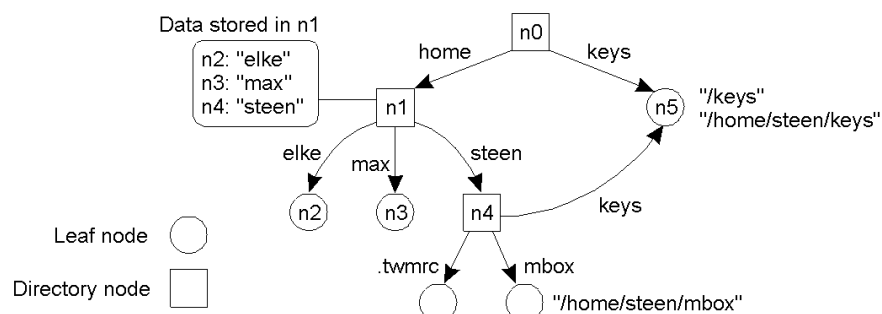 Data stored in n1
n0
n2: "elke"
n3: "max"
n4: "steen"
home
keys
n1
n5
"/keys"
"/home/steen/keys"
elke
max
steen
n2
n3
n4
keys
Leaf node
.twmrc
mbox
Directory node
"/home/steen/mbox"